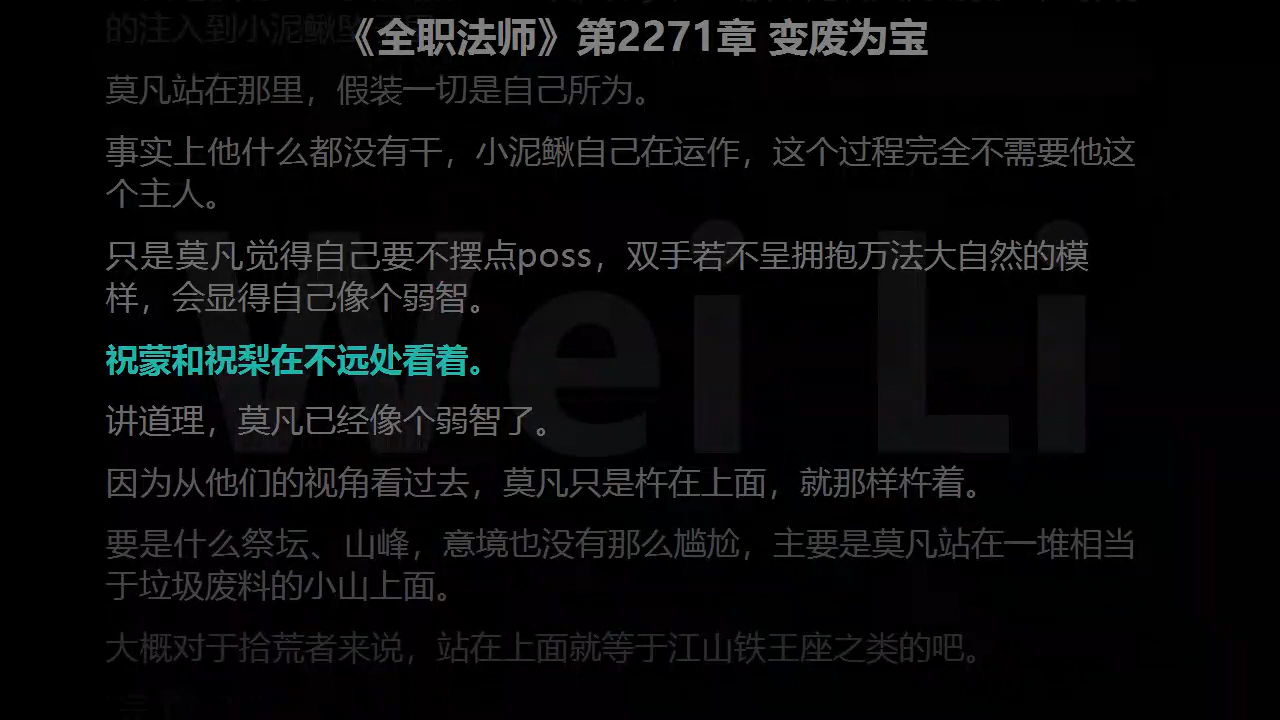 的注入到小泥鳅坠
《全职法师》第2271章 变废为宝
莫凡站在那里，假装一切是自己所为。
事实上他什么都没有干，小泥鳅自己在运作，这个过程完全不需要他这
个主人。
只是莫凡觉得自己要不摆点poss，双手若不呈拥抱万法大自然的模
样，会显得自己像个弱智。
祝蒙和祝梨在不远处看着。
讲道理，莫凡已经像个弱智了。
因为从他们的视角看过去，莫凡只是杵在上面，就那样杵着。
要是什么祭坛、山峰，意境也没有那么尴尬，主要是莫凡站在一堆相当
于垃圾废料的小山上面。
大概对于拾荒者来说，站在上面就等于江山铁王座之类的吧。
Wei Li